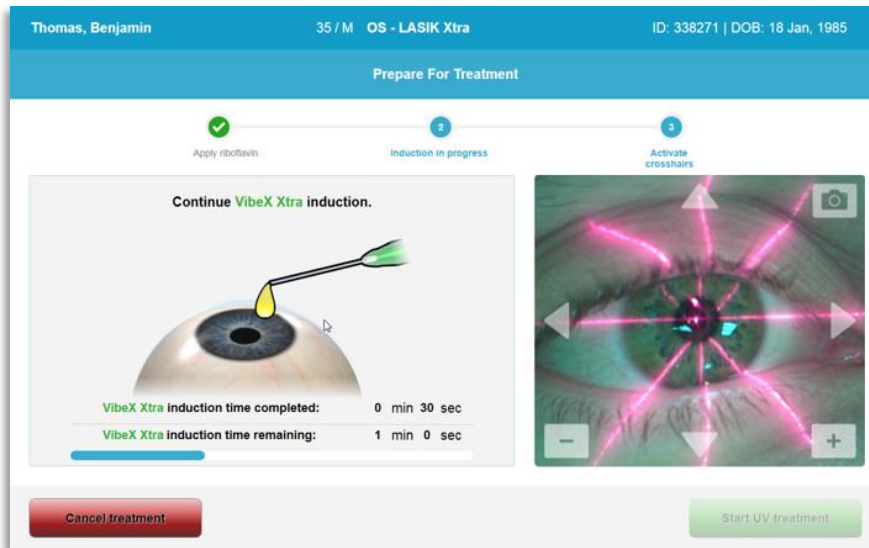 Thomas, Benjamin 35 / M OS - LASIK Xtra ID: 338271 | DOB: 18 Jan, 1985
Prepare For Treatment
2 3
Apply riboflavin Induction in progress Activate
crosshairs
Continue VibeX Xtra induction.
VibeX Xtra induction time completed: 0 min 30 sec
VibeX Xtra induction time remaining: 1 min 0 sec
− +
Cancel treatment Start UV treatment